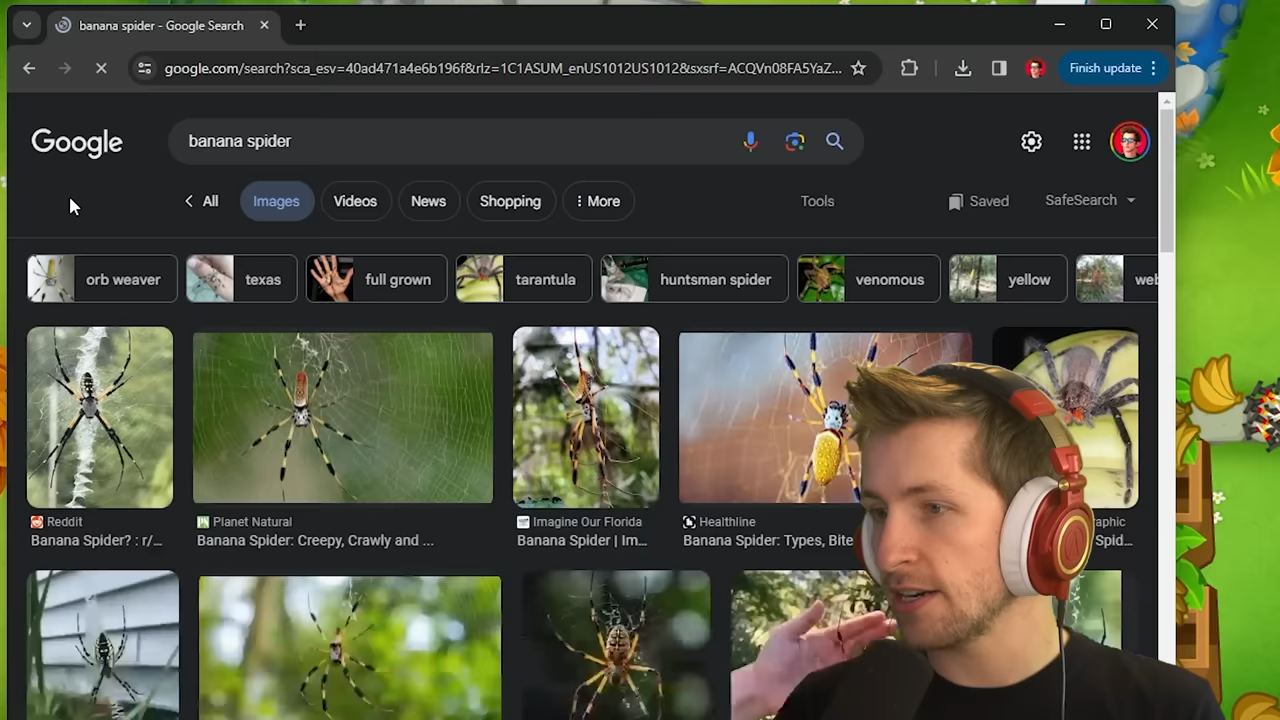 banana spider - Google Search
google.com/search?sca_esv=40ad471a4e6b196f&rlz=1C1ASUM_enUS1012US1012&sxsrf=ACQVn08FA5YaZ...
Finish update
Google
banana spider
All
Images
Videos
News
Shopping
More
Tools
Saved
SafeSearch
orb weaver
texas
full grown
tarantula
huntsman spider
venomous
yellow
web
Reddit
Banana Spider? : r/...
Planet Natural
Banana Spider: Creepy, Crawly and ...
Imagine Our Florida
Banana Spider | Im...
Healthline
Banana Spider: Types, Bite
raphic
Spid...